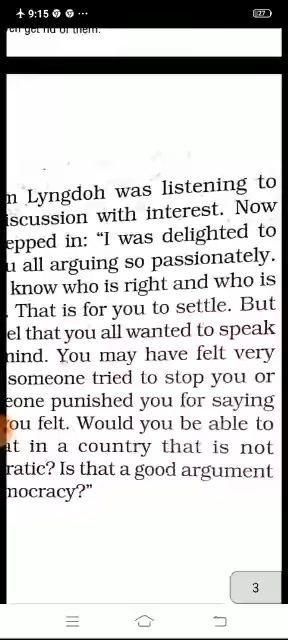 9:15
27
m Lyngdoh was listening to
iscussion with interest. Now
epped in: “I was delighted to
u all arguing so passionately.
know who is right and who is
. That is for you to settle. But
el that you all wanted to speak
nind. You may have felt very
someone tried to stop you or
eone punished you for saying
you felt. Would you be able to
at in a country that is not
ratic? Is that a good argument
mocracy?”
3